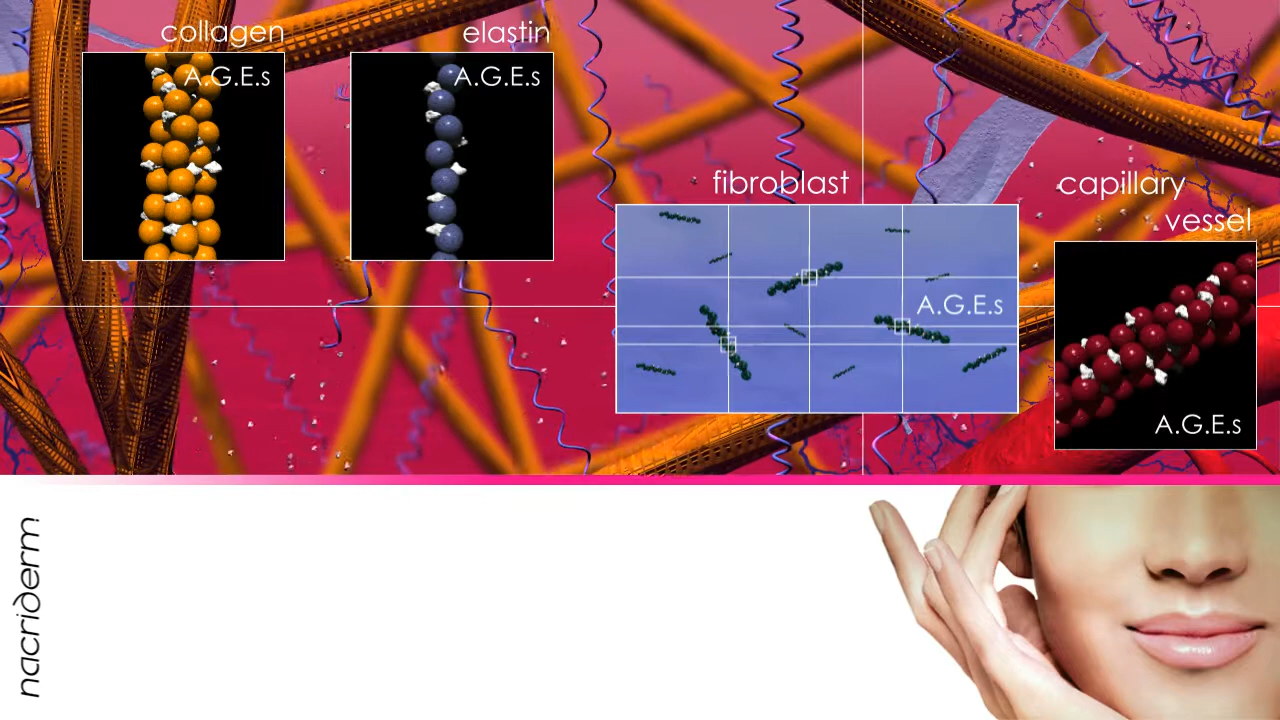 collagen
A.G.E.s
elastin
A.G.E.s
fibroblast
A.G.E.s
capillary
vessel
A.G.E.s
nacriderm